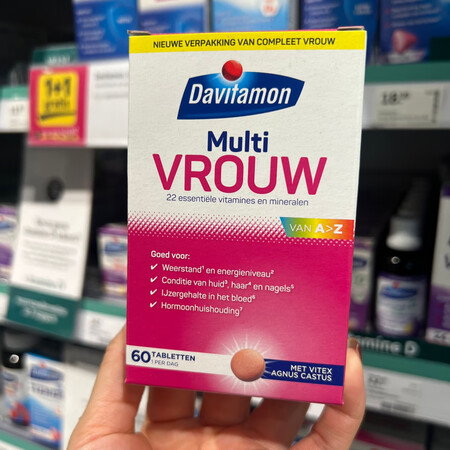 NIEUWE VERPAKKING VAN COMPLEET VROUW
Davitamon
Multi
VROUW
22 essentiële vitamines en mineralen
VAN A>Z
Goed voor:
✓ Weerstand¹ en energieniveau²
✓ Conditie van huid³, haar⁴ en nagels⁵
✓ IJzergehalte in het bloed⁶
✓ Hormoonhuishouding⁷
60 TABLETTEN
1 PER DAG
MET VITEX
AGNUS CASTUS
1+1
gratis
Davitamon